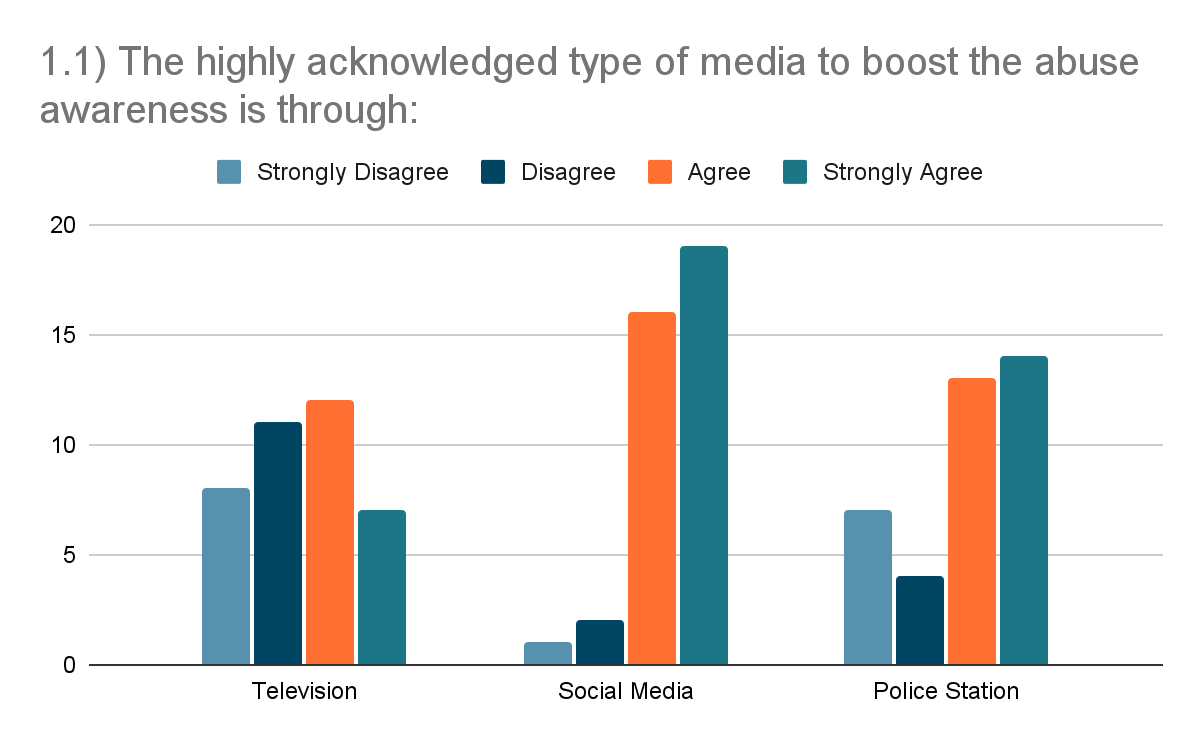 1.1) The highly acknowledged type of media to boost the abuse
awareness is through:
Strongly Disagree Disagree Agree Strongly Agree
20
15
10
5
0
Television Social Media Police Station